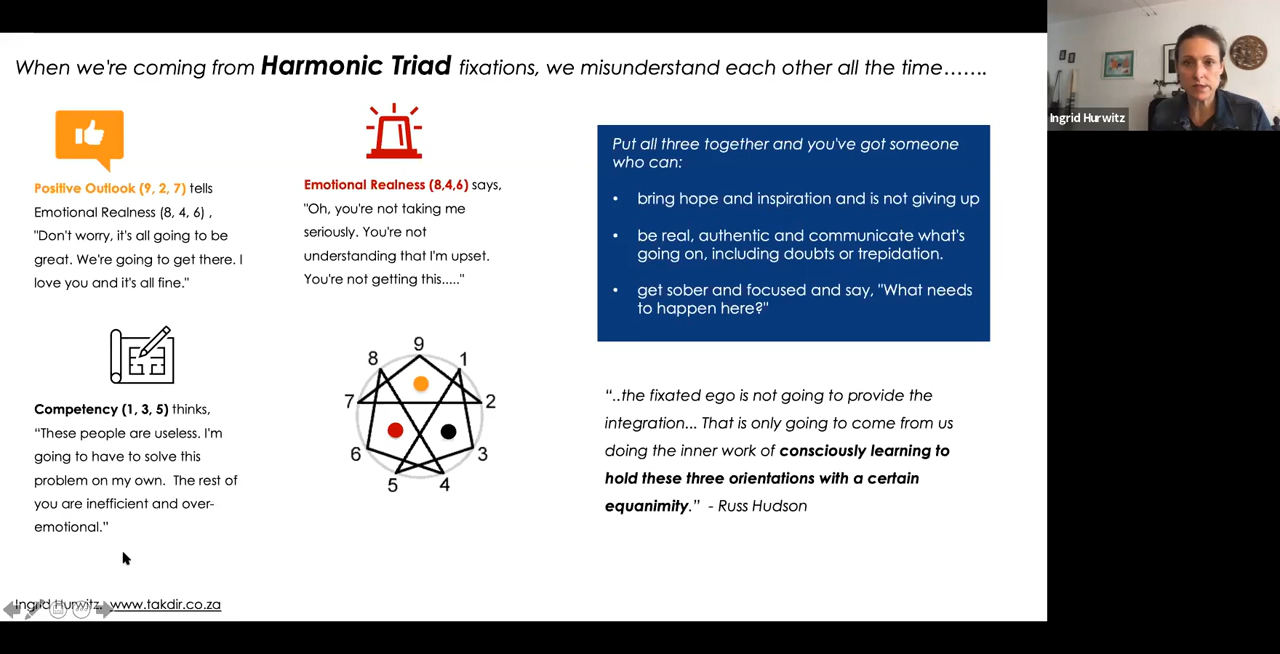 When we're coming from Harmonic Triad fixations, we misunderstand each other all the time.......
Ingrid Hurwitz
Positive Outlook (9, 2, 7) tells
Emotional Realness (8, 4, 6) ,
"Don't worry, it's all going to be
great. We're going to get there. I
love you and it's all fine."
Emotional Realness (8,4,6) says,
"Oh, you're not taking me
seriously. You're not
understanding that I'm upset.
You're not getting this....."
Put all three together and you've got someone
who can:
• bring hope and inspiration and is not giving up
• be real, authentic and communicate what's
going on, including doubts or trepidation.
• get sober and focused and say, "What needs
to happen here?"
Competency (1, 3, 5) thinks,
"These people are useless. I'm
going to have to solve this
problem on my own. The rest of
you are inefficient and over-
emotional."
9
8 1
7 2
6 3
5 4
"..the fixated ego is not going to provide the
integration... That is only going to come from us
doing the inner work of consciously learning to
hold these three orientations with a certain
equanimity." - Russ Hudson
Ingrid Hurwitz, www.takdir.co.za